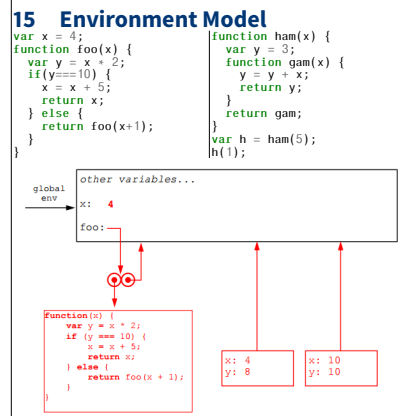 15 Environment Model
var x = 4;
function foo(x) {
  var y = x * 2;
  if(y===10) {
    x = x + 5;
    return x;
  } else {
    return foo(x+1);
  }
}
function ham(x) {
  var y = 3;
  function gam(x) {
    y = y + x;
    return y;
  }
  return gam;
}
var h = ham(5);
h(1);
global
env
other variables...
x: 4
foo:
function(x) {
    var y = x * 2;
    if (y === 10) {
        x = x + 5;
        return x;
    } else {
        return foo(x + 1);
    }
}
x: 4
y: 8
x: 10
y: 10